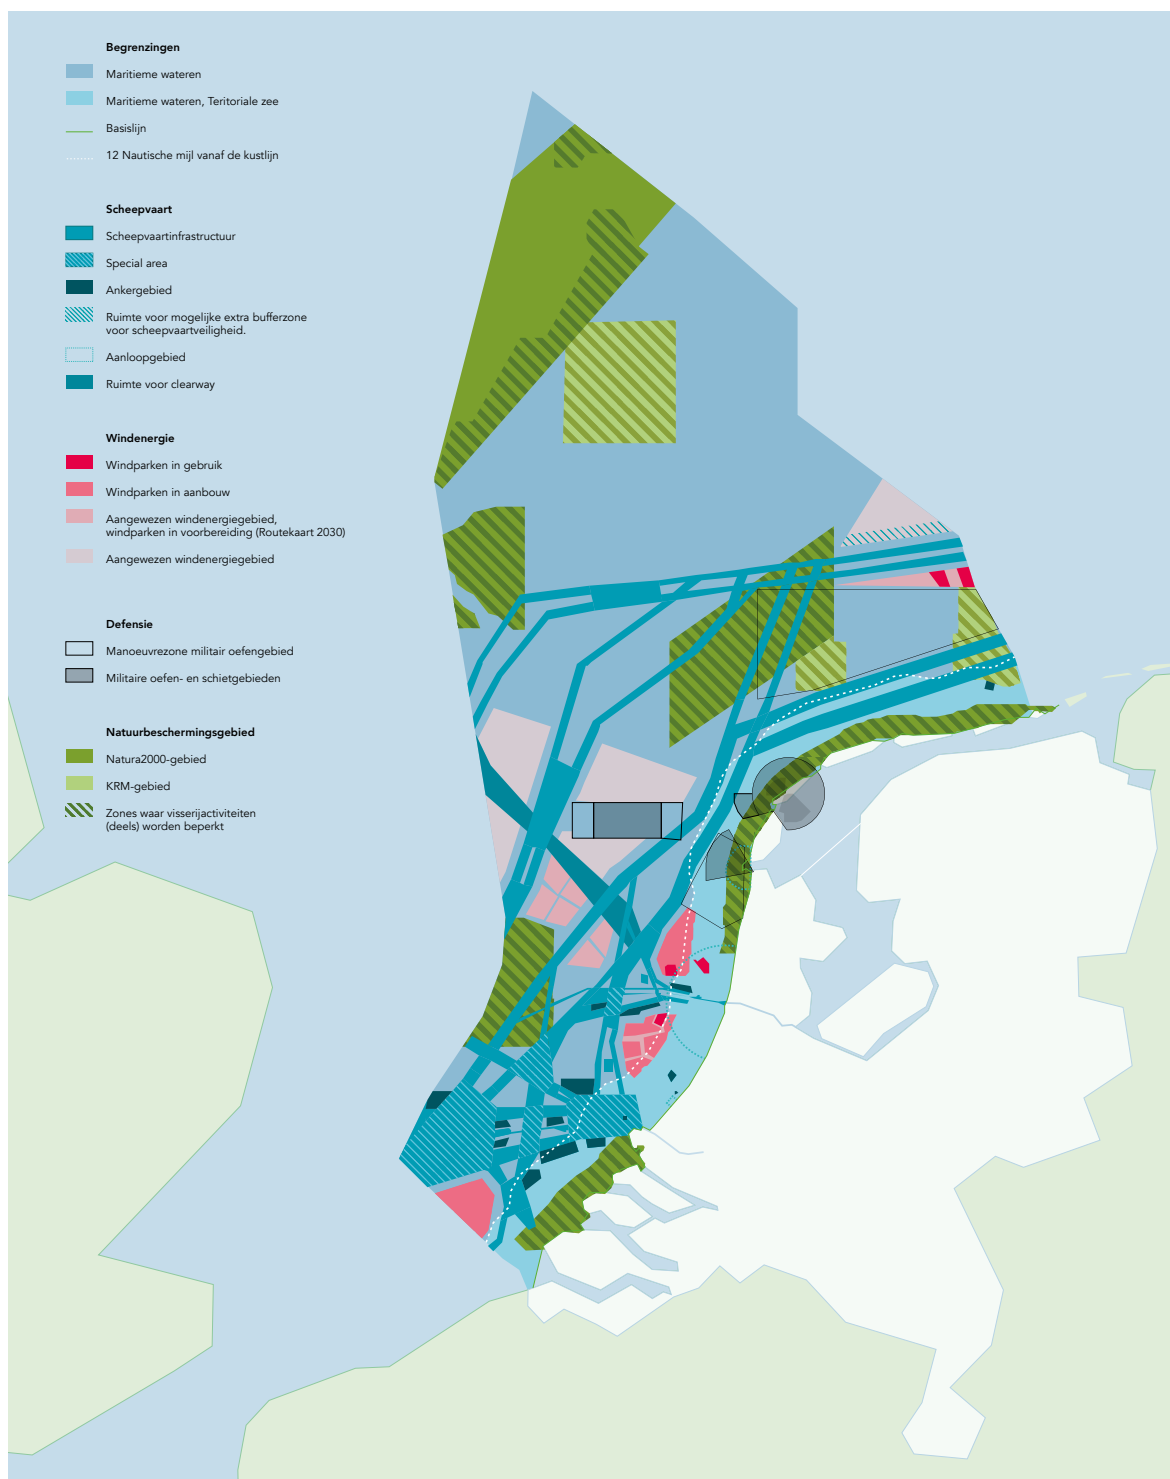 Begrenzingen
Maritieme wateren
Maritieme wateren, Teritoriale zee
Basislijn
12 Nautische mijl vanaf de kustlijn
Scheepvaart
Scheepvaartinfrastructuur
Special area
Ankergebied
Ruimte voor mogelijke extra bufferzone
voor scheepvaartveiligheid.
Aanloopgebied
Ruimte voor clearway
Windenergie
Windparken in gebruik
Windparken in aanbouw
Aangewezen windenergiegebied,
windparken in voorbereiding (Routekaart 2030)
Aangewezen windenergiegebied
Defensie
Manoeuvrezone militair oefengebied
Militaire oefen- en schietgebieden
Natuurbeschermingsgebied
Natura2000-gebied
KRM-gebied
Zones waar visserijactiviteiten
(deels) worden beperkt